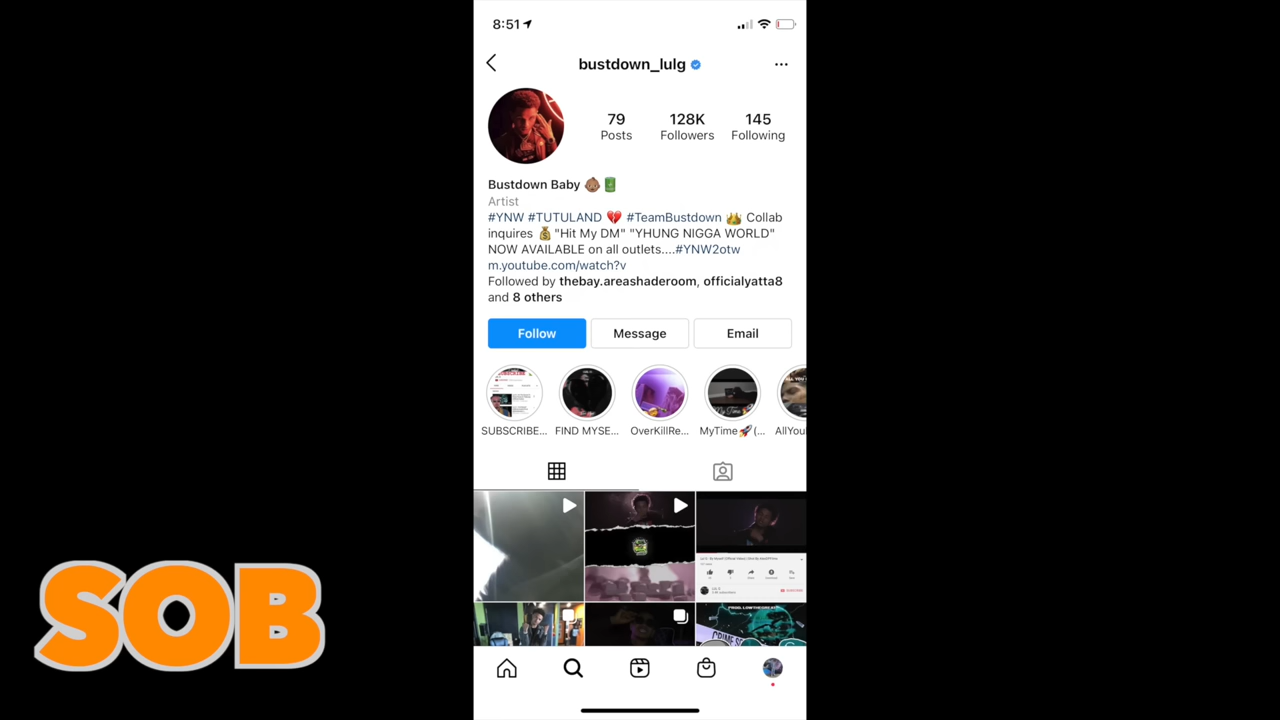 8:51
bustdown_lulg
79
128K
145
Posts
Followers
Following
Bustdown Baby
Artist
#YNW #TUTULAND #TeamBustdown Collab
inquires "Hit My DM" "YHUNG NIGGA WORLD"
NOW AVAILABLE on all outlets....#YNW2otw
m.youtube.com/watch?v
Followed by thebay.areashaderoom, officialyatta8
and 8 others
Follow
Message
Email
SUBSCRIBE...
FIND MYSE...
OverKillRe...
MyTime (...
AllYou
SOB